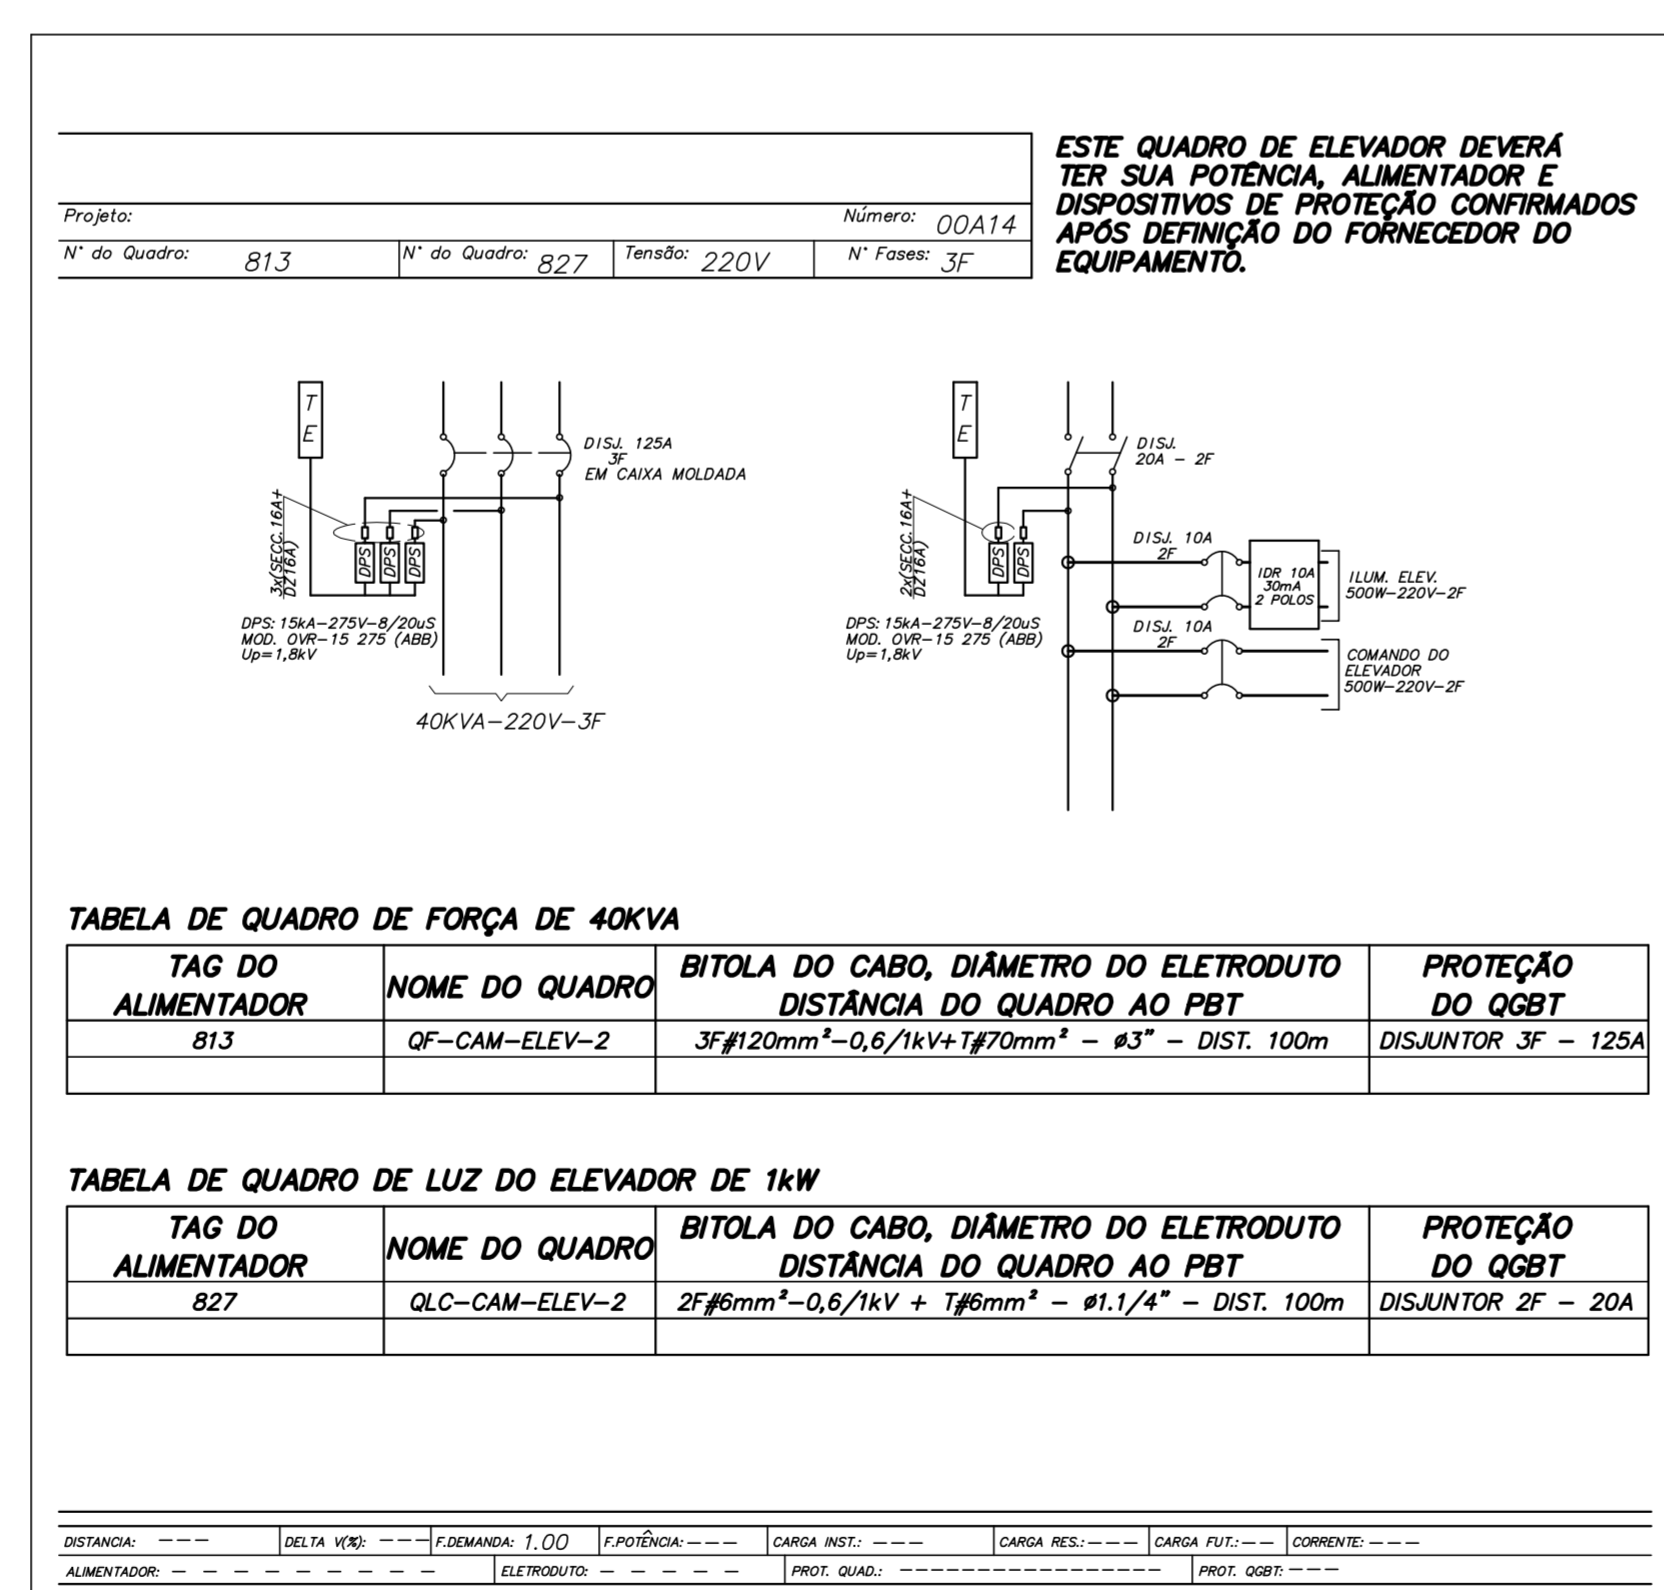 ESTE QUADRO DE ELEVADOR DEVERÁ
TER SUA POTÊNCIA, ALIMENTADOR E
DISPOSITIVOS DE PROTEÇÃO CONFIRMADOS
APÓS DEFINIÇÃO DO FORNECEDOR DO
EQUIPAMENTO.
Projeto: Número: 00A14
N° do Quadro: 813 N° do Quadro: 827 Tensão: 220V N° Fases: 3F
T
E
DISJ. 125A
3F
EM CAIXA MOLDADA
3x(SECC.16A+
DZ16A)
DPS DPS DPS
DPS: 15kA-275V-8/20uS
MOD. OVR-15 275 (ABB)
Up=1,8kV
40KVA-220V-3F
T
E
DISJ.
20A - 2F
2x(SECC.16A+
DZ16A)
DPS DPS
DPS: 15kA-275V-8/20uS
MOD. OVR-15 275 (ABB)
Up=1,8kV
DISJ. 10A
2F
IDR 10A
30mA
2 POLOS
ILUM. ELEV.
500W-220V-2F
DISJ. 10A
2F
COMANDO DO
ELEVADOR
500W-220V-2F
TABELA DE QUADRO DE FORÇA DE 40KVA
TAG DO
ALIMENTADOR
NOME DO QUADRO
BITOLA DO CABO, DIÂMETRO DO ELETRODUTO
DISTÂNCIA DO QUADRO AO PBT
PROTEÇÃO
DO QGBT
813 QF-CAM-ELEV-2 3F#120mm²-0,6/1kV+T#70mm² - ø3" - DIST. 100m DISJUNTOR 3F - 125A
TABELA DE QUADRO DE LUZ DO ELEVADOR DE 1kW
TAG DO
ALIMENTADOR
NOME DO QUADRO
BITOLA DO CABO, DIÂMETRO DO ELETRODUTO
DISTÂNCIA DO QUADRO AO PBT
PROTEÇÃO
DO QGBT
827 QLC-CAM-ELEV-2 2F#6mm²-0,6/1kV + T#6mm² - ø1.1/4" - DIST. 100m DISJUNTOR 2F - 20A
DISTANCIA: --- DELTA V(%): --- F.DEMANDA: 1.00 F.POTÊNCIA: --- CARGA INST.: --- CARGA RES.: --- CARGA FUT.: -- CORRENTE: ---
ALIMENTADOR: - - - - - - - - - ELETRODUTO: - - - - - PROT. QUAD.: ----------------- PROT. QGBT: ---